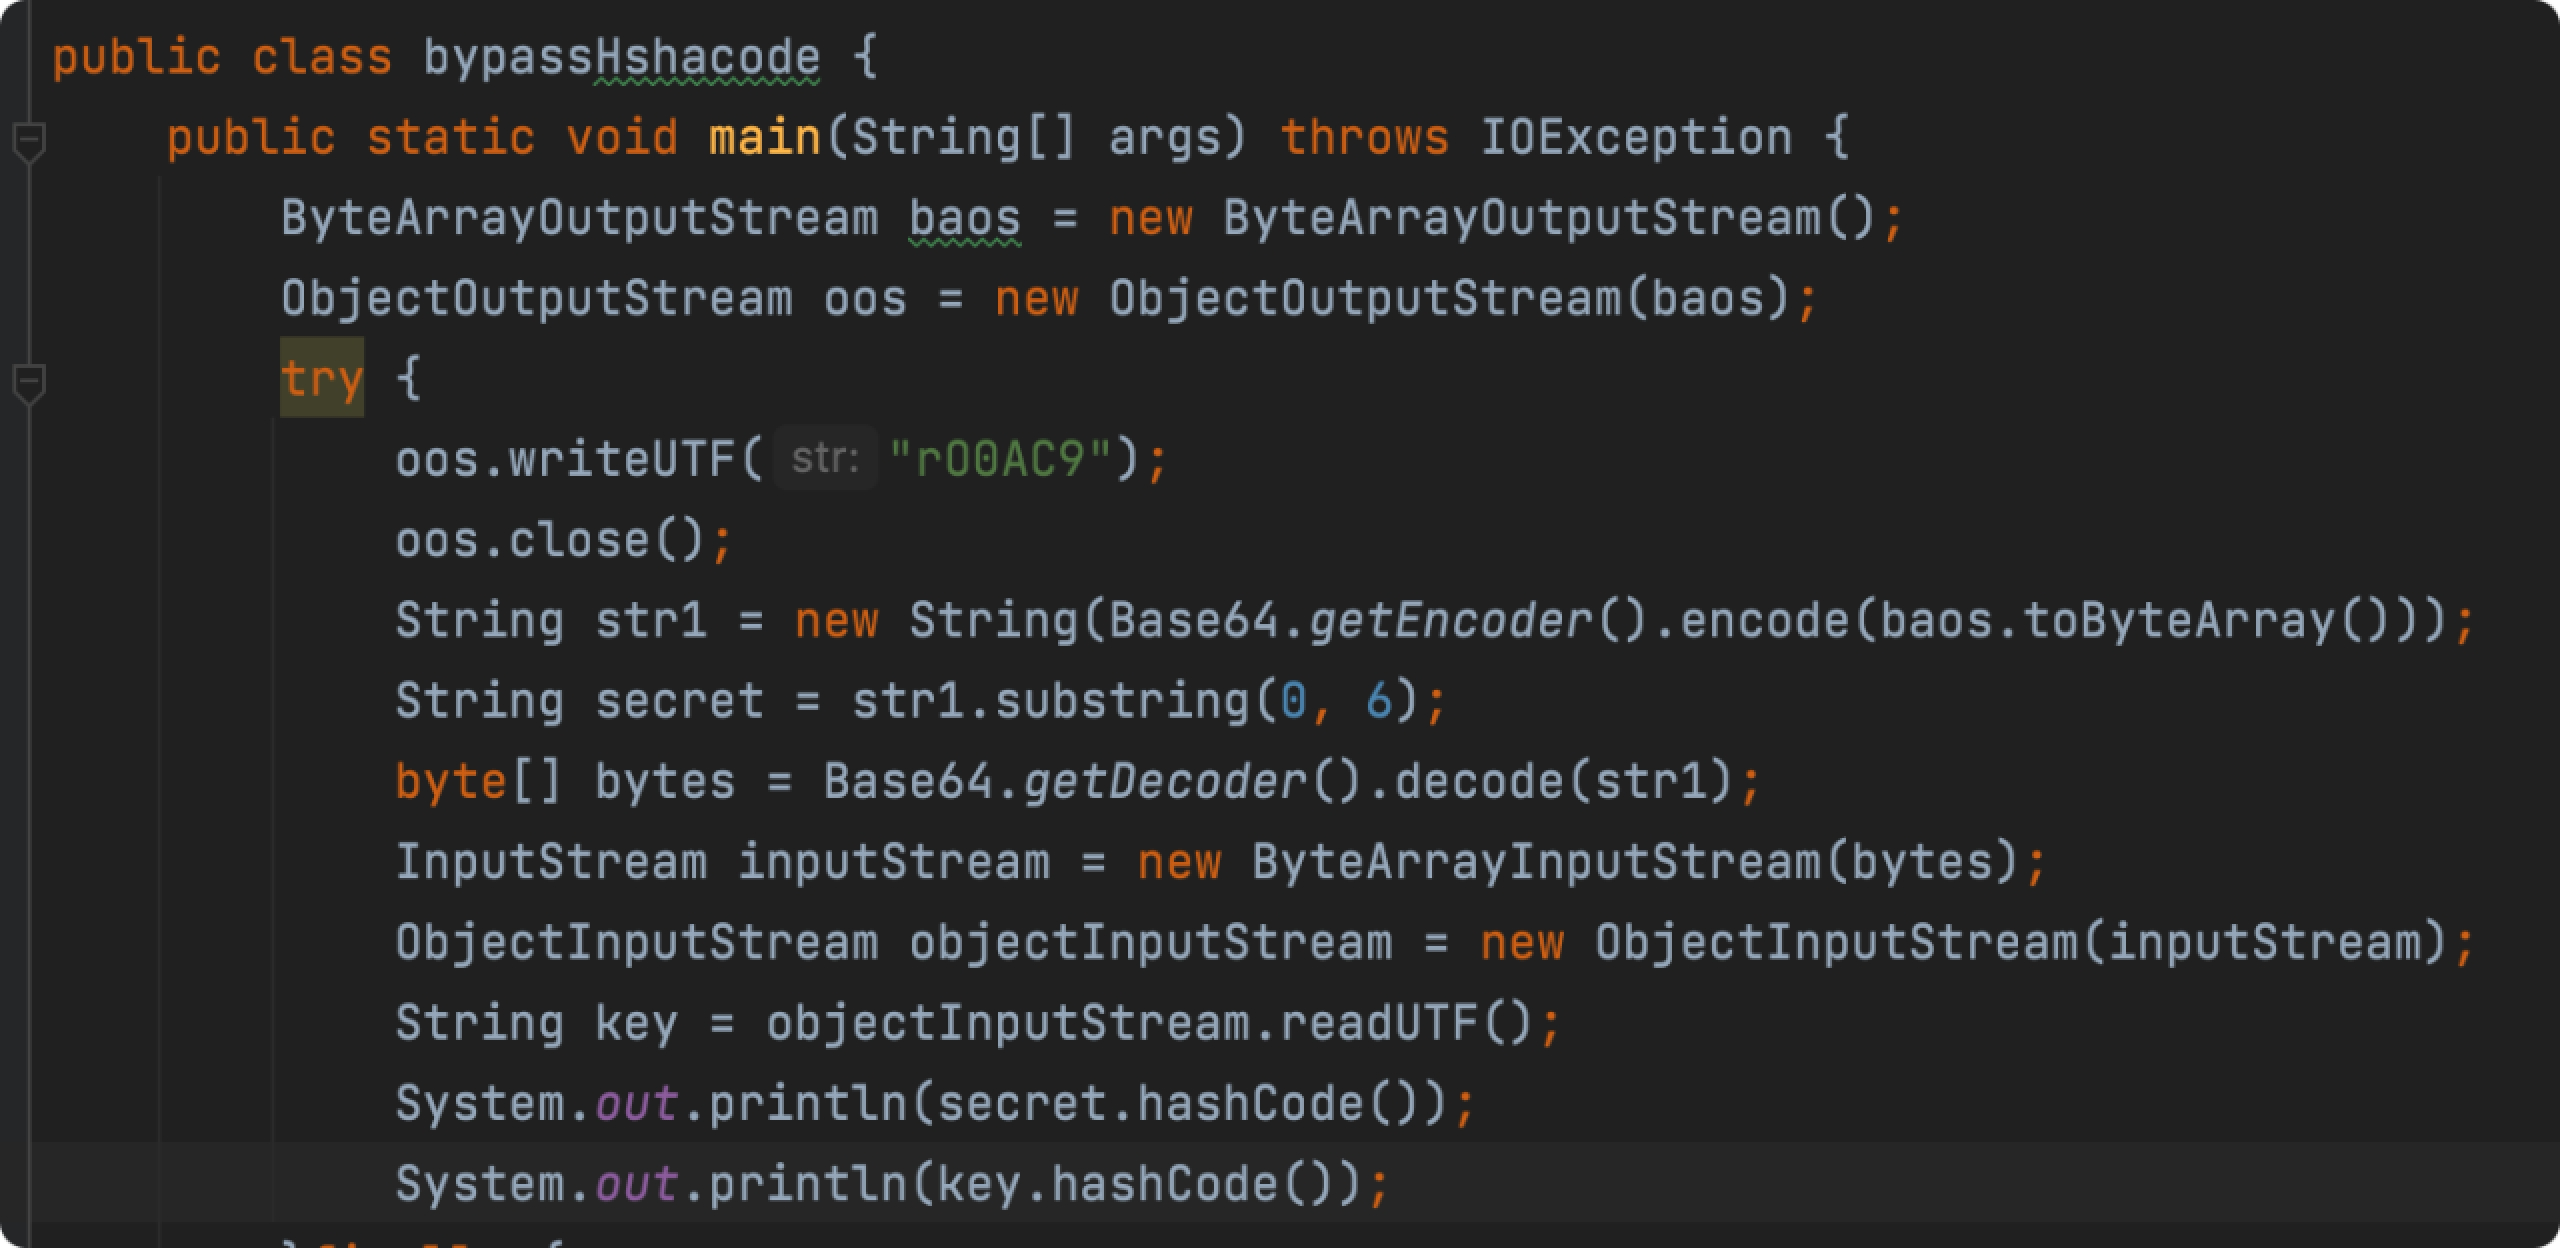 public class bypassHshacode {
public static void main(String[] args) throws IOException {
ByteArrayOutputStream baos = new ByteArrayOutputStream();
ObjectOutputStream oos = new ObjectOutputStream(baos);
try {
oos.writeUTF( str: "rO0AC9");
oos.close();
String str1 = new String(Base64.getEncoder().encode(baos.toByteArray()));
String secret = str1.substring(0, 6);
byte[] bytes = Base64.getDecoder().decode(str1);
InputStream inputStream = new ByteArrayInputStream(bytes);
ObjectInputStream objectInputStream = new ObjectInputStream(inputStream);
String key = objectInputStream.readUTF();
System.out.println(secret.hashCode());
System.out.println(key.hashCode());